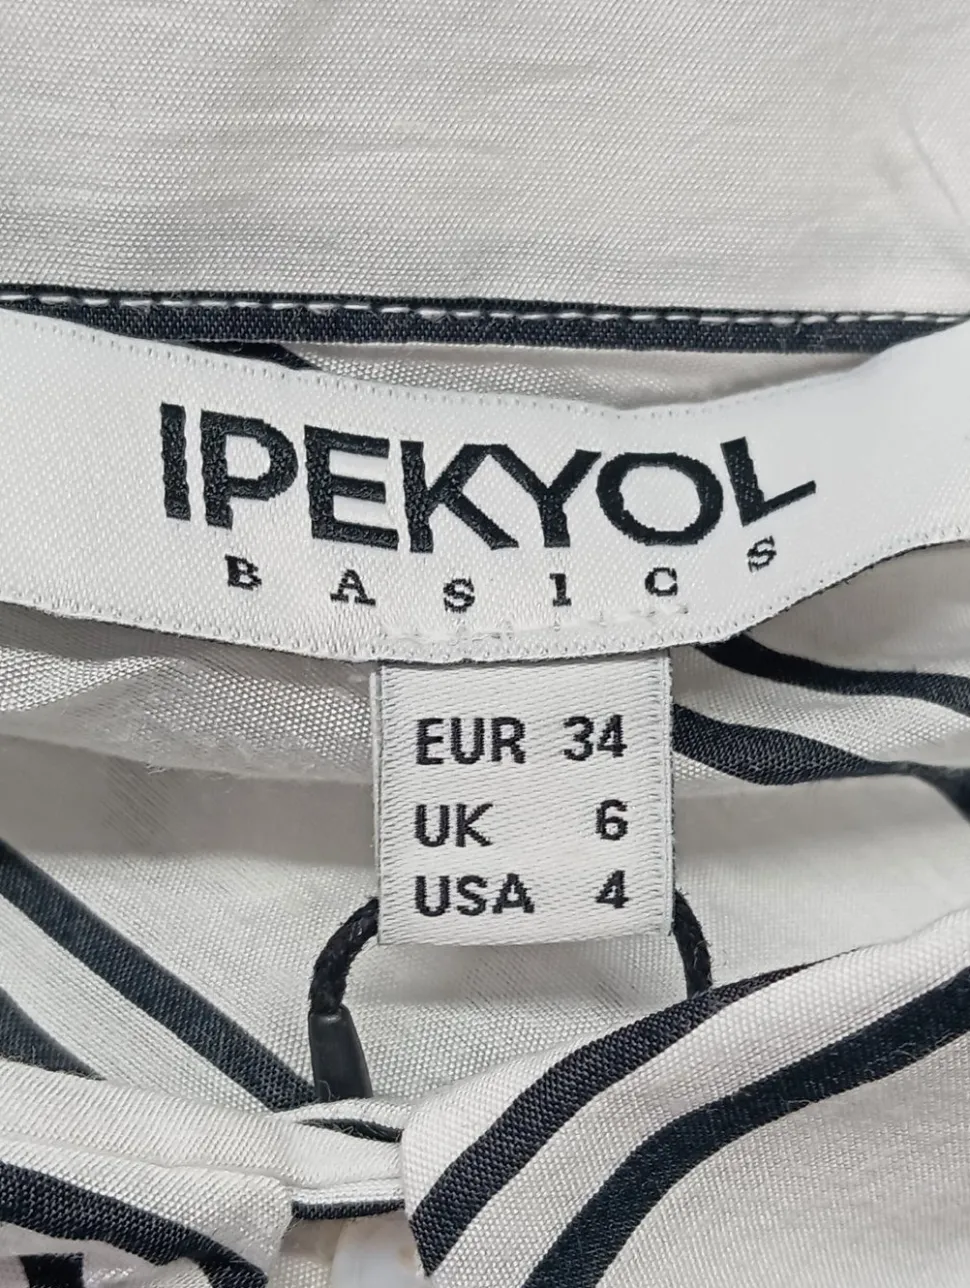 IPEKYOL
BASICS
EUR 34
UK 6
USA 4